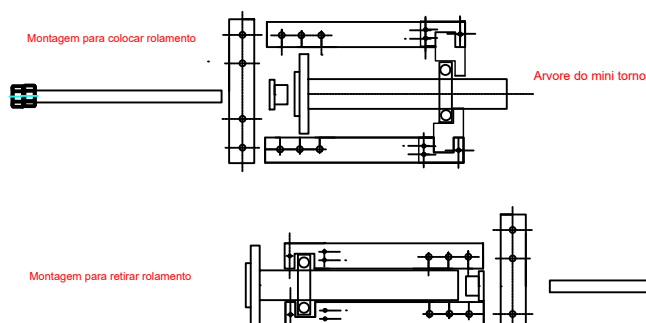 Montagem para colocar rolamento
Arvore do mini torno
Montagem para retirar rolamento